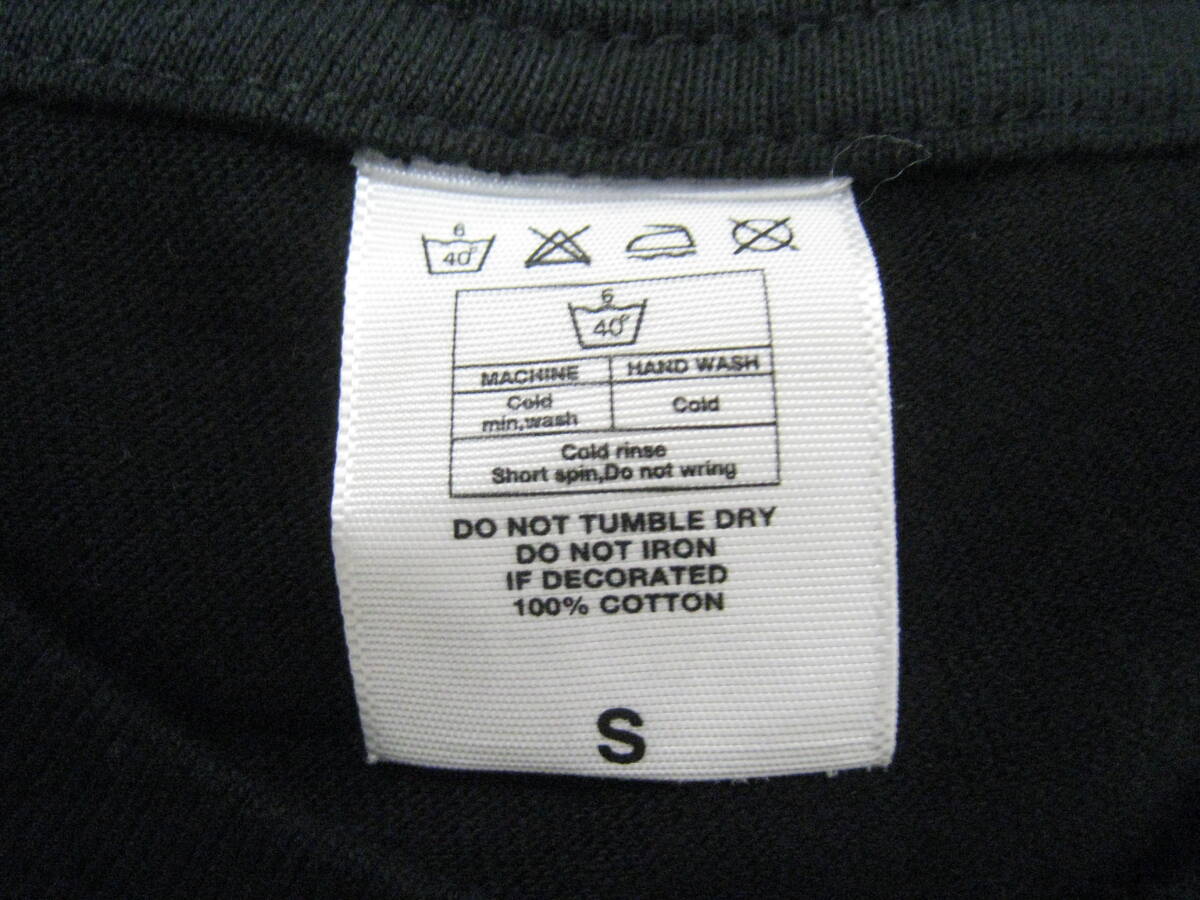 6
40°
6
40°
MACHINE HAND WASH
Cold
min,wash
Cold
Cold rinse
Short spin,Do not wring
DO NOT TUMBLE DRY
DO NOT IRON
IF DECORATED
100% COTTON
S